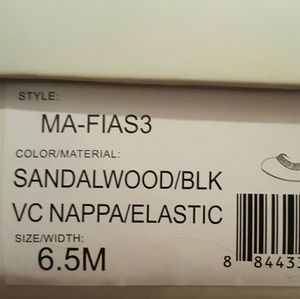 STYLE:
MA-FIAS3
COLOR/MATERIAL:
SANDALWOOD/BLK
VC NAPPA/ELASTIC
SIZE/WIDTH:
6.5M
8 84433